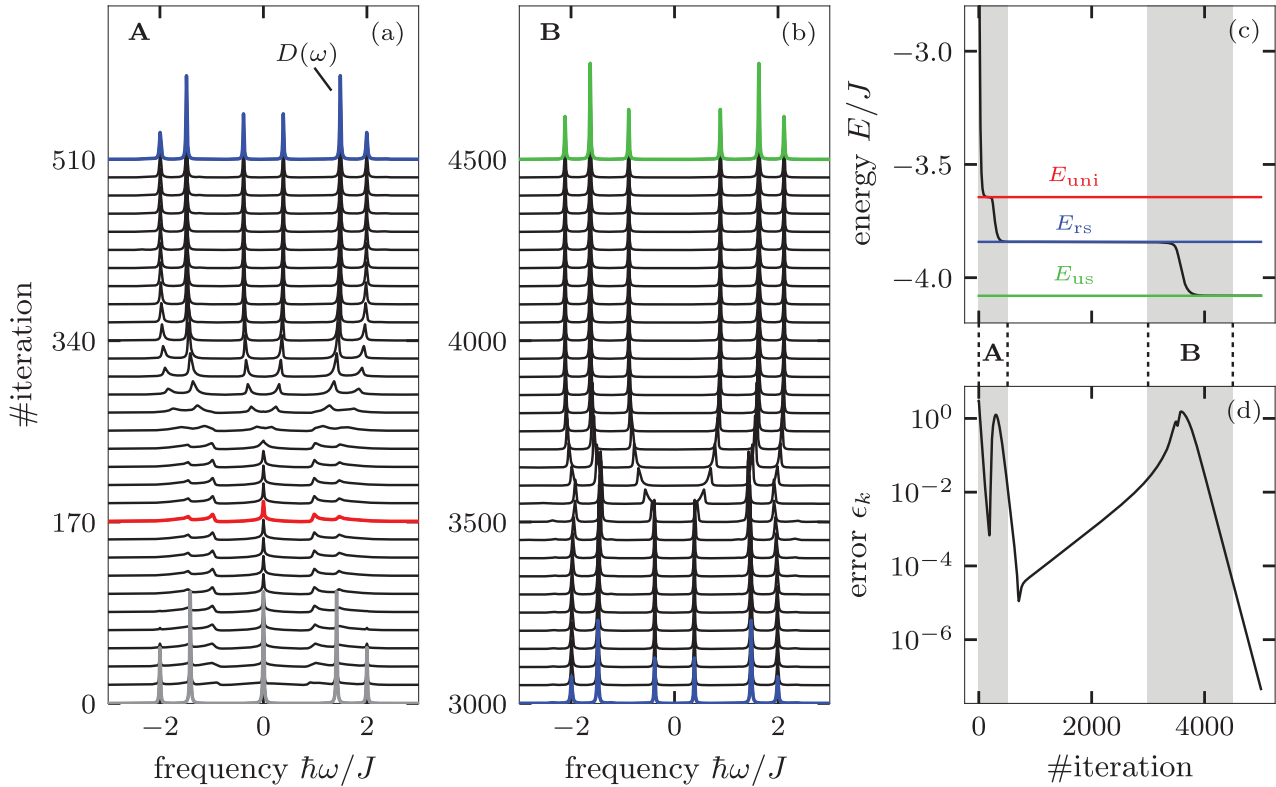 A
(a)
D(ω)
510
340
170
0
#iteration
−2
0
2
frequency ħω/J
B
(b)
4500
4000
3500
3000
−2
0
2
frequency ħω/J
(c)
−3.0
−3.5
−4.0
energy E/J
E_uni
E_rs
E_us
A
B
(d)
10^0
10^−2
10^−4
10^−6
error ϵ_k
0
2000
4000
#iteration